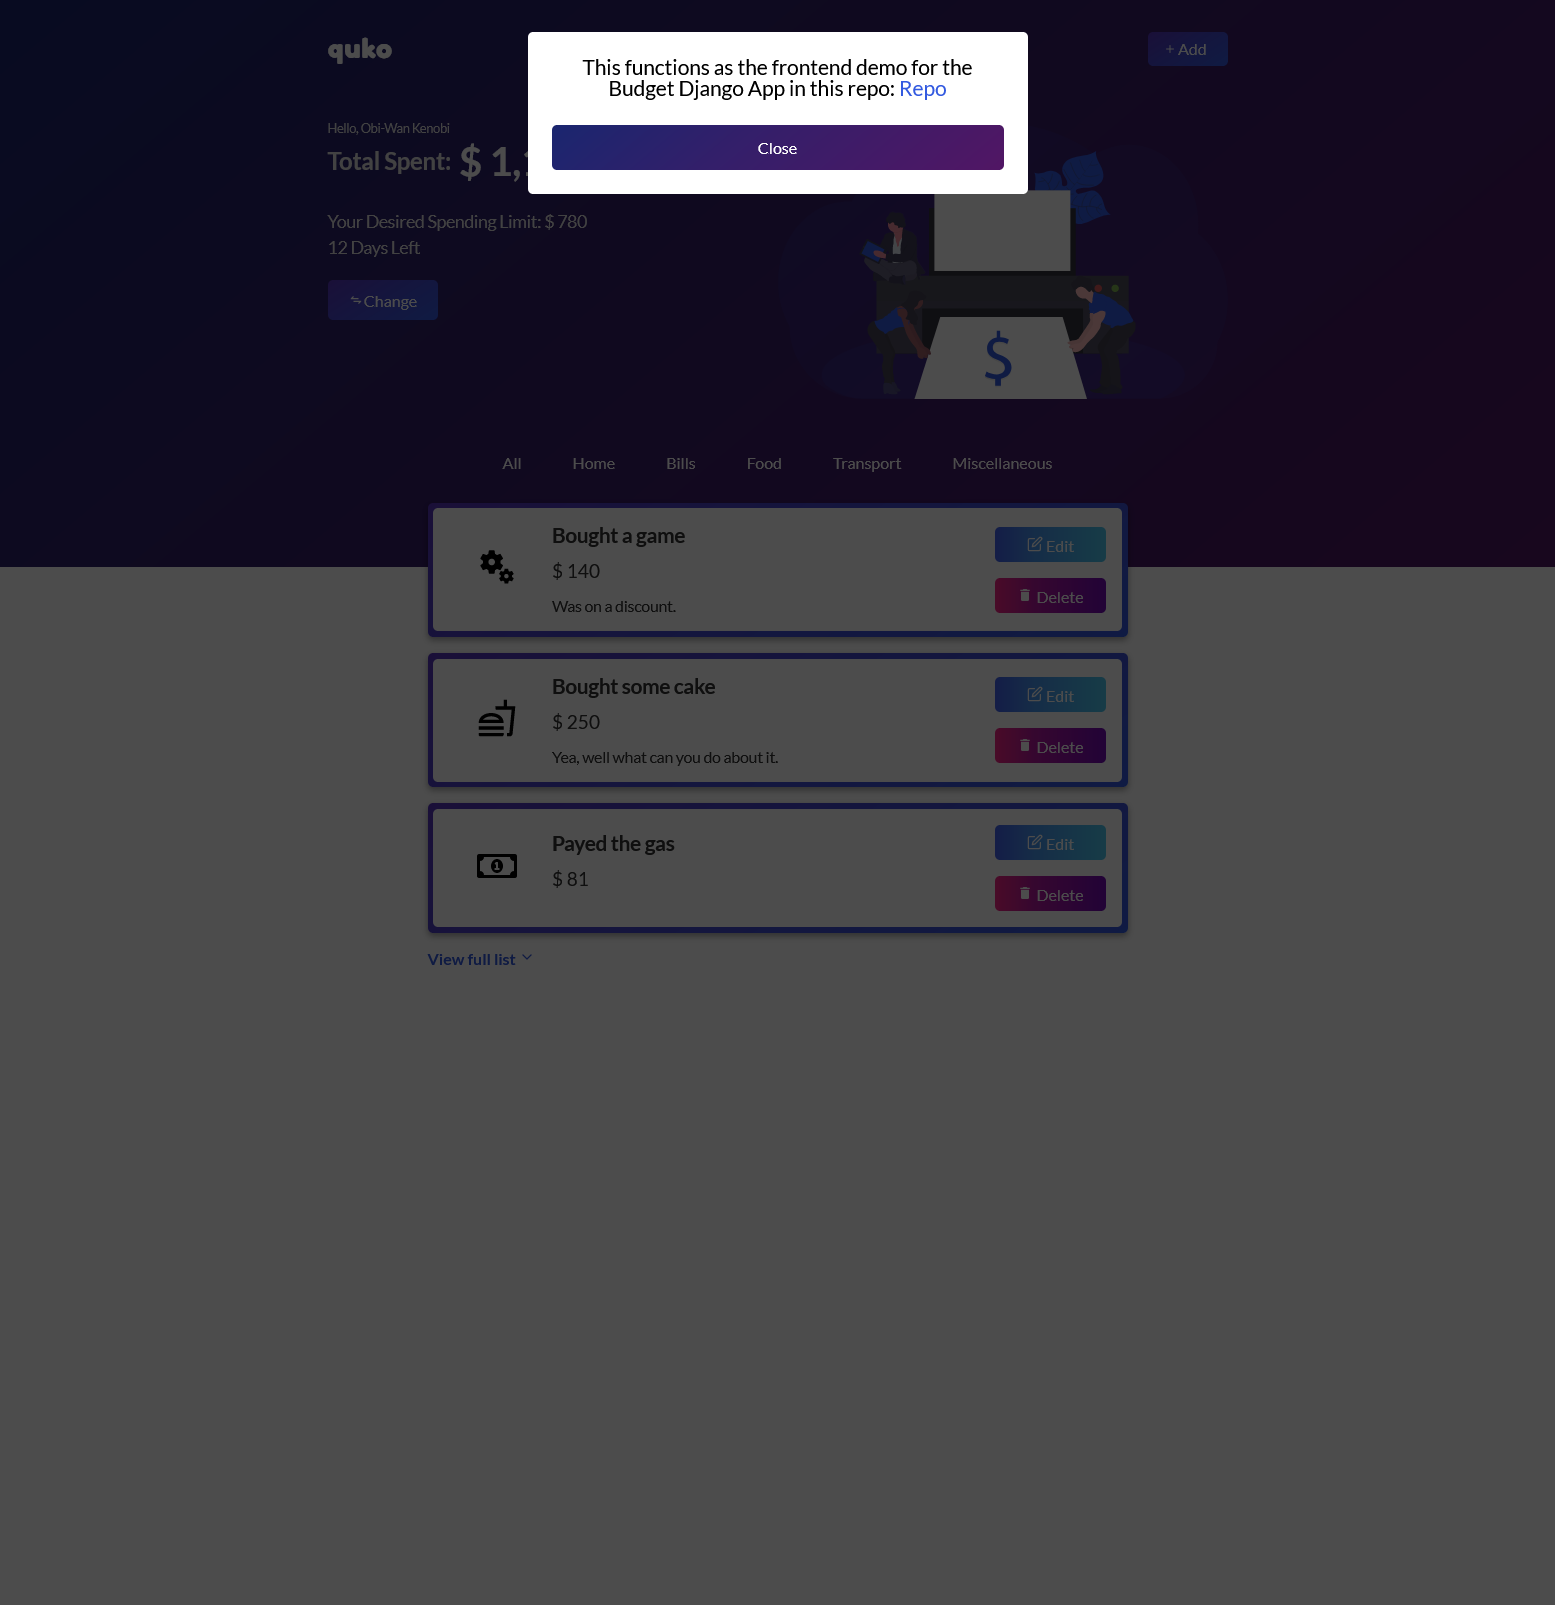 quko
+ Add
This functions as the frontend demo for the
Budget Django App in this repo: Repo
Close
Hello, Obi-Wan Kenobi
Total Spent: $ 1,
Your Desired Spending Limit: $ 780
12 Days Left
Change
$
All Home Bills Food Transport Miscellaneous
Bought a game
$ 140
Was on a discount.
Edit
Delete
Bought some cake
$ 250
Yea, well what can you do about it.
Edit
Delete
1
Payed the gas
$ 81
Edit
Delete
View full list